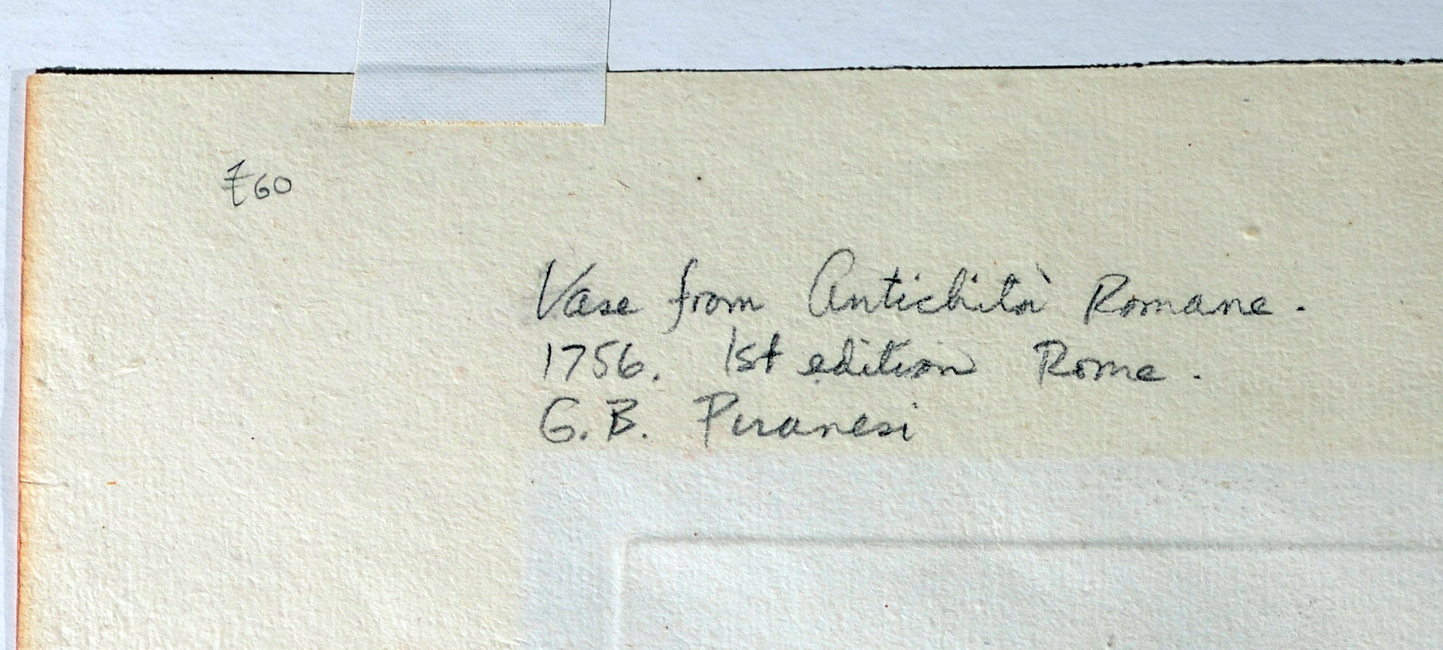 £60
Vase from Antichità Romane.
1756. 1st edition Rome.
G. B. Piranesi